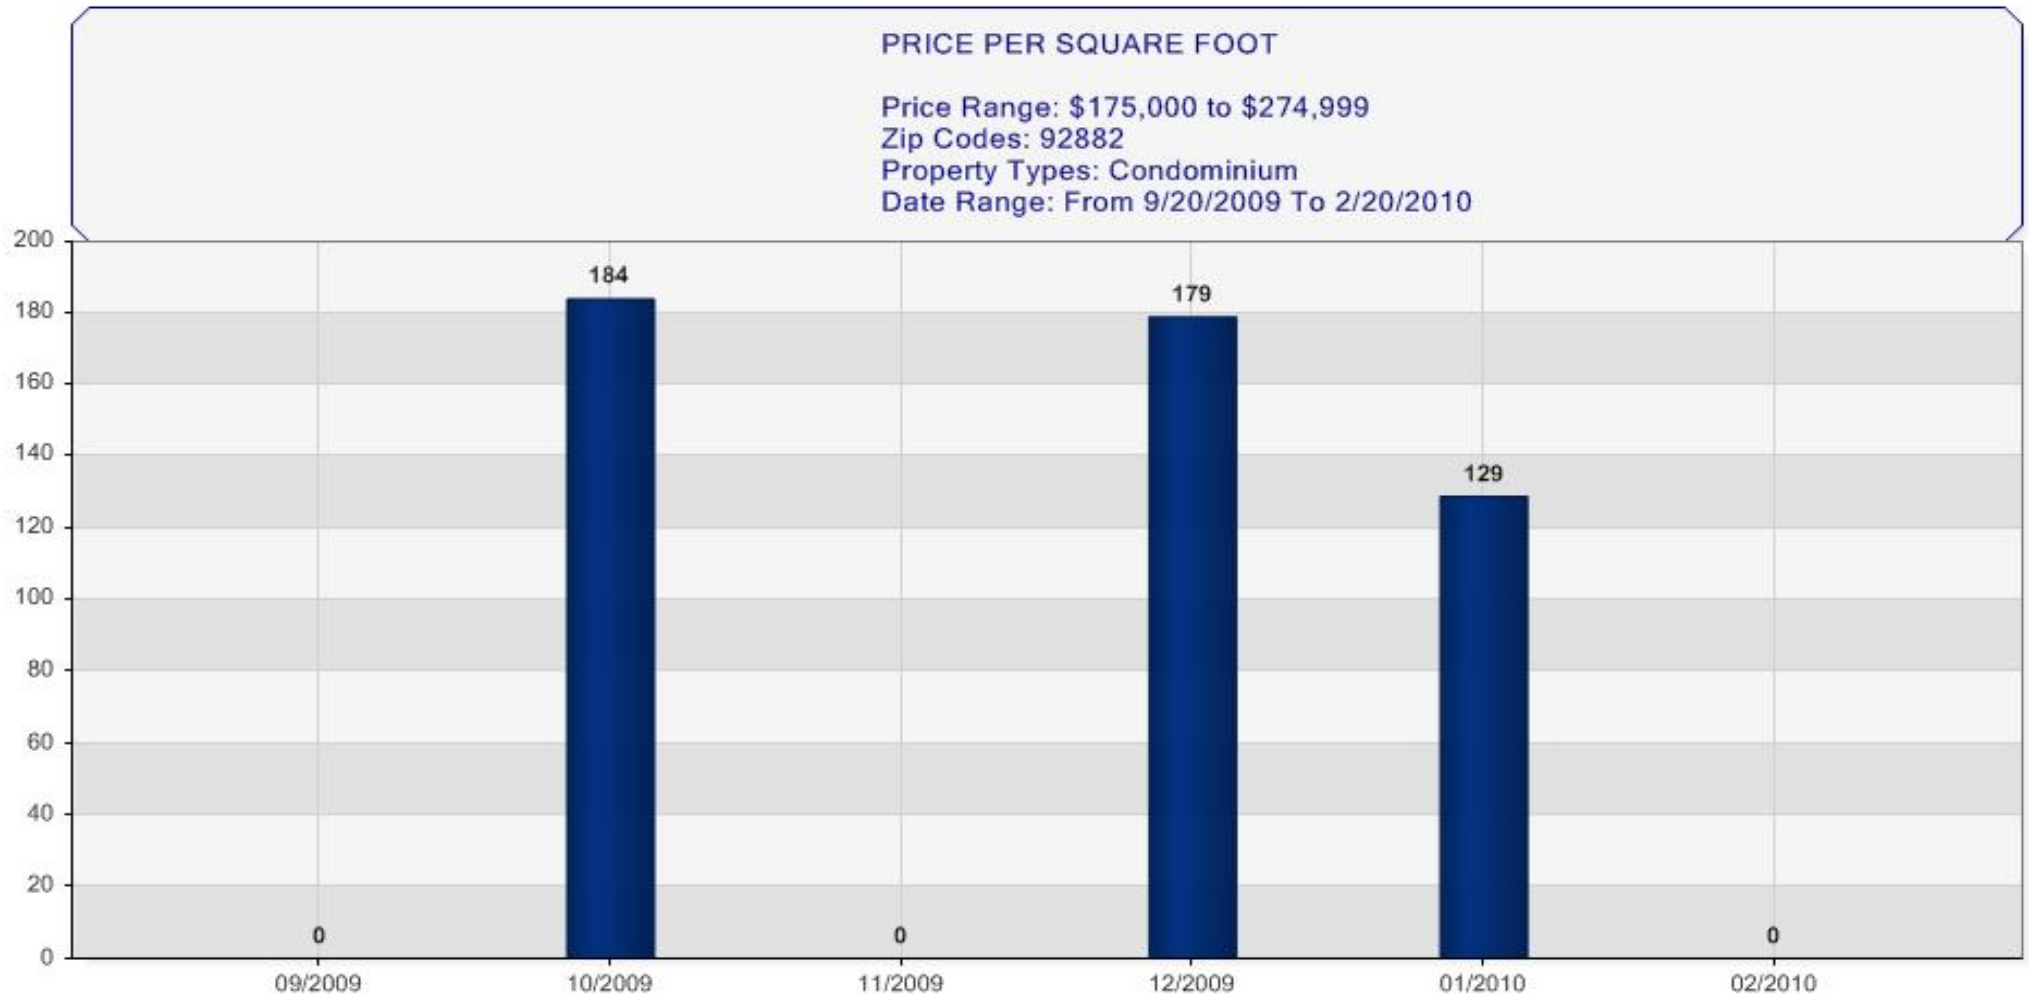 PRICE PER SQUARE FOOT
Price Range: $175,000 to $274,999
Zip Codes: 92882
Property Types: Condominium
Date Range: From 9/20/2009 To 2/20/2010
200
184
179
180
160
140
129
120
100
80
60
40
20
0 0 0
0
09/2009 10/2009 11/2009 12/2009 01/2010 02/2010